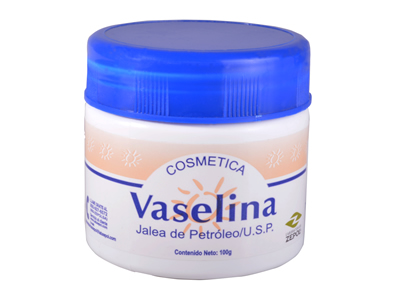 COSMETICA
Vaselina
Jalea de Petróleo/U.S.P.
Contenido Neto: 100g
ZEPOL